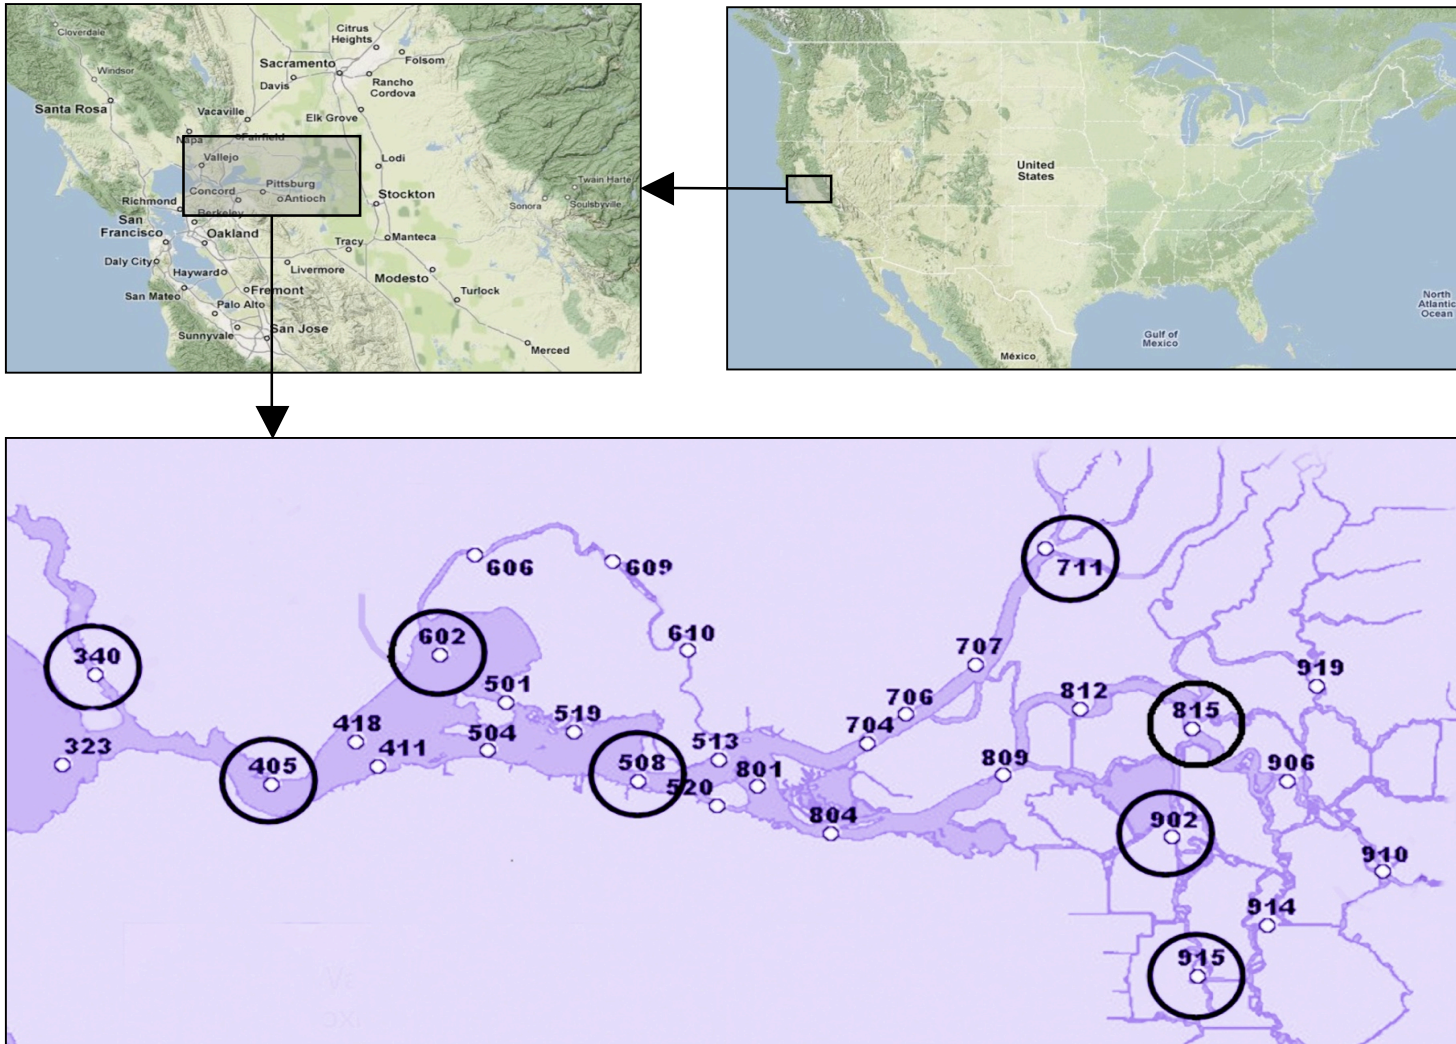 Cloverdale
Windsor
Santa Rosa
Napa
Vacaville
Fairfield
Vallejo
Concord
Pittsburg
Antioch
Richmond
Berkeley
San
Francisco
Oakland
Daly City
Hayward
San Mateo
Fremont
Palo Alto
Sunnyvale
San Jose
Citrus
Heights
Folsom
Sacramento
Davis
Rancho
Cordova
Elk Grove
Lodi
Stockton
Manteca
Tracy
Livermore
Modesto
Turlock
Merced
Twain Harte
Sonora
Soulsbyville
United
States
North
Atlantic
Ocean
Gulf of
Mexico
México
340
323
405
418
411
602
606
609
610
501
504
519
508
513
520
801
804
704
706
707
711
809
812
815
902
906
919
910
914
915